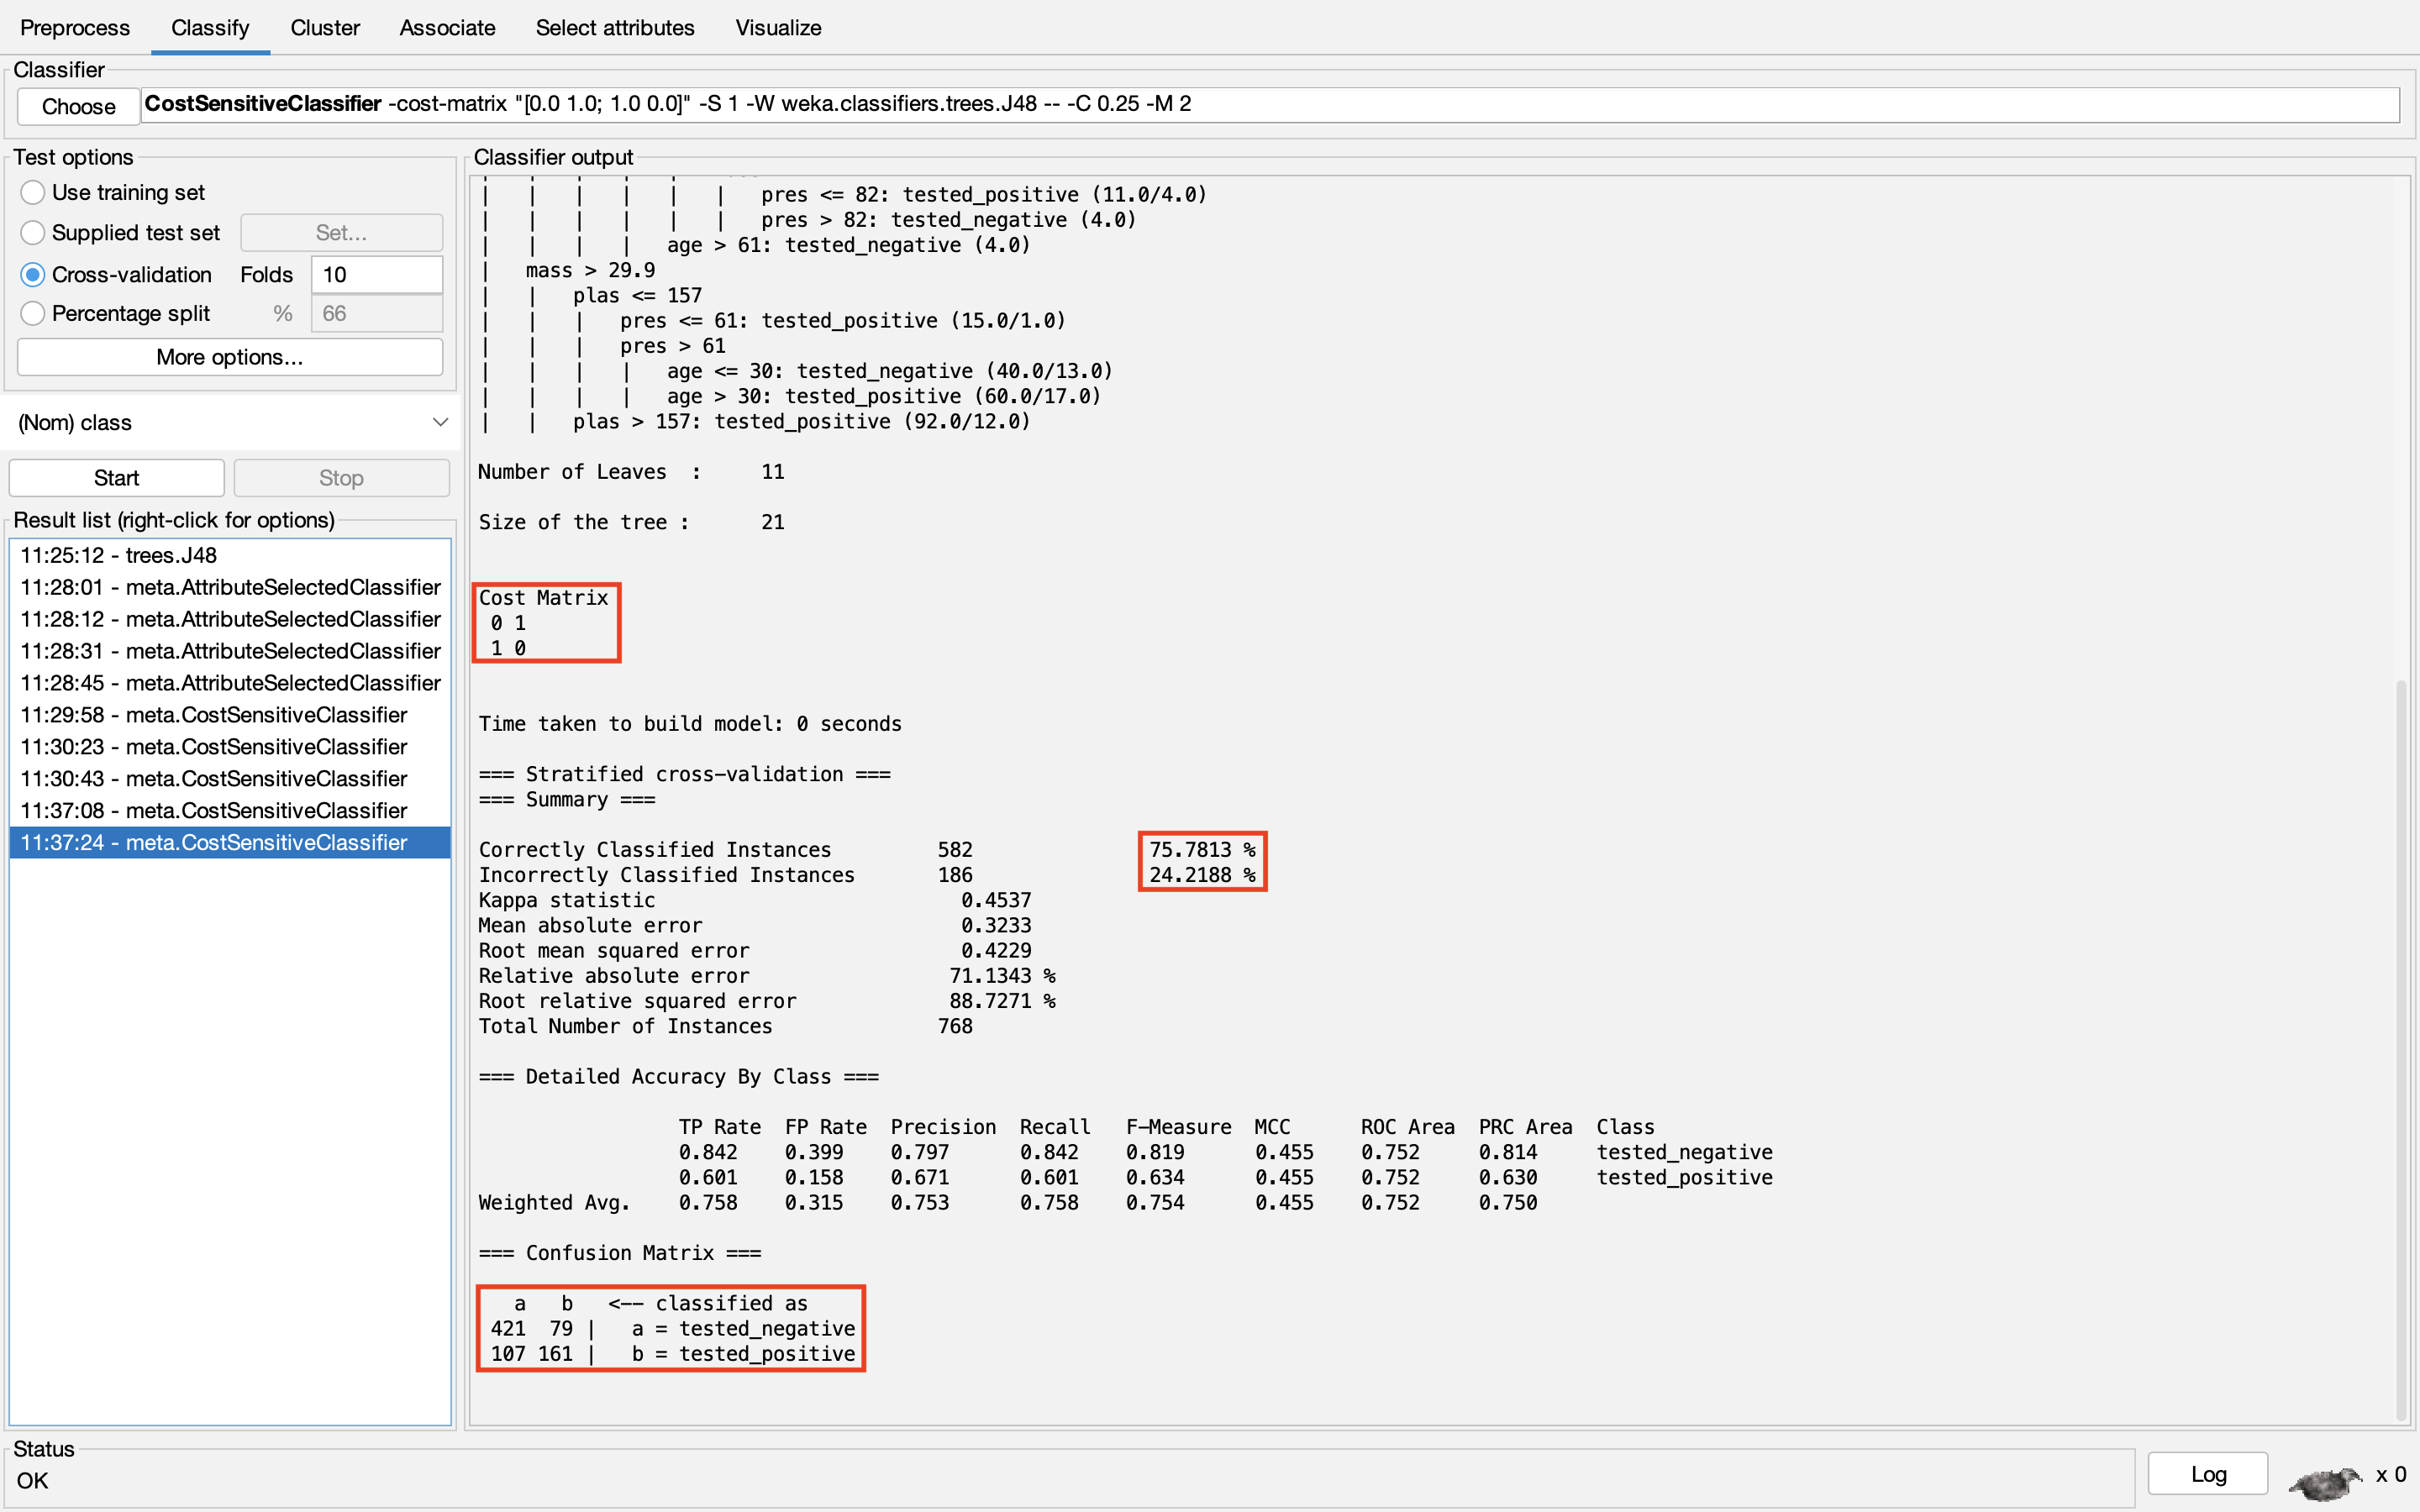 Preprocess Classify Cluster Associate Select attributes Visualize
Classifier
Choose CostSensitiveClassifier -cost-matrix "[0.0 1.0; 1.0 0.0]" -S 1 -W weka.classifiers.trees.J48 -- -C 0.25 -M 2
Test options
Use training set
Supplied test set Set...
Cross-validation Folds 10
Percentage split % 66
More options...
(Nom) class
Start Stop
Result list (right-click for options)
11:25:12 - trees.J48
11:28:01 - meta.AttributeSelectedClassifier
11:28:12 - meta.AttributeSelectedClassifier
11:28:31 - meta.AttributeSelectedClassifier
11:28:45 - meta.AttributeSelectedClassifier
11:29:58 - meta.CostSensitiveClassifier
11:30:23 - meta.CostSensitiveClassifier
11:30:43 - meta.CostSensitiveClassifier
11:37:08 - meta.CostSensitiveClassifier
11:37:24 - meta.CostSensitiveClassifier
Classifier output
| | | | | | pres <= 82: tested_positive (11.0/4.0)
| | | | | | pres > 82: tested_negative (4.0)
| | | | age > 61: tested_negative (4.0)
| mass > 29.9
| | plas <= 157
| | | pres <= 61: tested_positive (15.0/1.0)
| | | pres > 61
| | | | age <= 30: tested_negative (40.0/13.0)
| | | | age > 30: tested_positive (60.0/17.0)
| | plas > 157: tested_positive (92.0/12.0)
Number of Leaves : 11
Size of the tree : 21
Cost Matrix
0 1
1 0
Time taken to build model: 0 seconds
=== Stratified cross-validation ===
=== Summary ===
Correctly Classified Instances 582 75.7813 %
Incorrectly Classified Instances 186 24.2188 %
Kappa statistic 0.4537
Mean absolute error 0.3233
Root mean squared error 0.4229
Relative absolute error 71.1343 %
Root relative squared error 88.7271 %
Total Number of Instances 768
=== Detailed Accuracy By Class ===
TP Rate FP Rate Precision Recall F-Measure MCC ROC Area PRC Area Class
0.842 0.399 0.797 0.842 0.819 0.455 0.752 0.814 tested_negative
0.601 0.158 0.671 0.601 0.634 0.455 0.752 0.630 tested_positive
Weighted Avg. 0.758 0.315 0.753 0.758 0.754 0.455 0.752 0.750
=== Confusion Matrix ===
a b <-- classified as
421 79 | a = tested_negative
107 161 | b = tested_positive
Status
OK
Log x 0